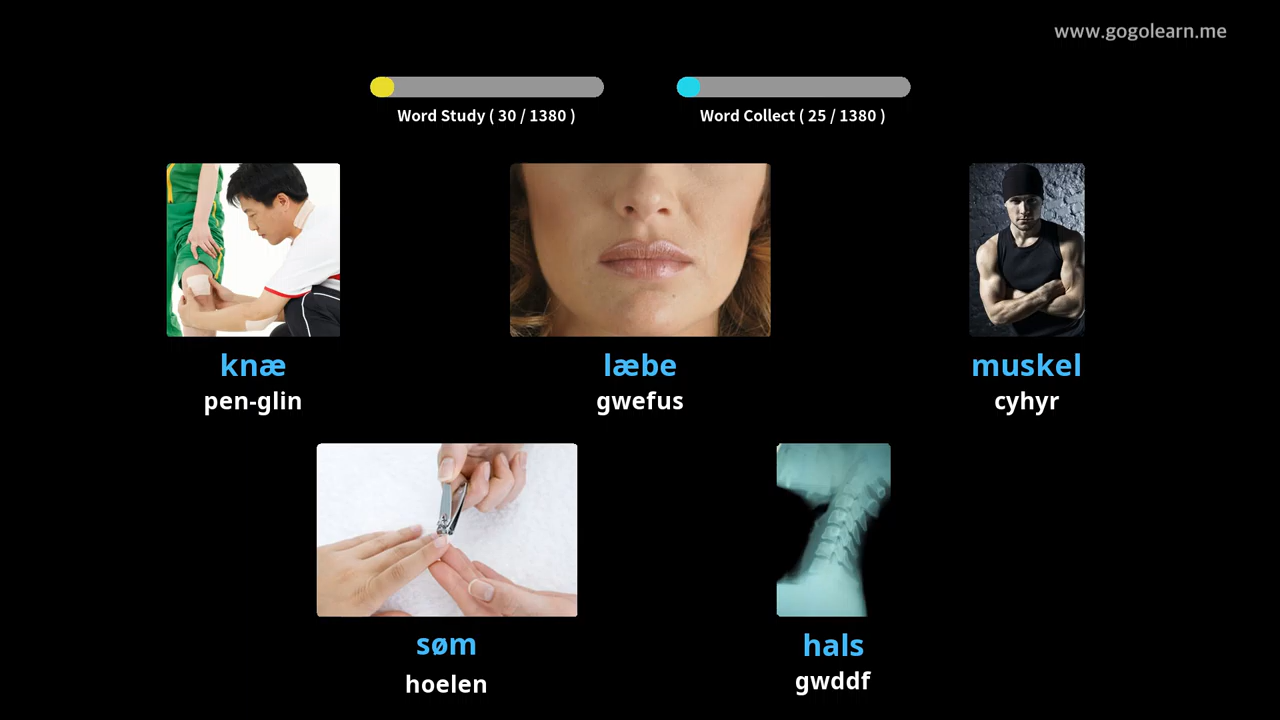 www.gogolearn.me
Word Study ( 30 / 1380 )
Word Collect ( 25 / 1380 )
knæ
læbe
muskel
pen-glin
gwefus
cyhyr
søm
hals
hoelen
gwddf